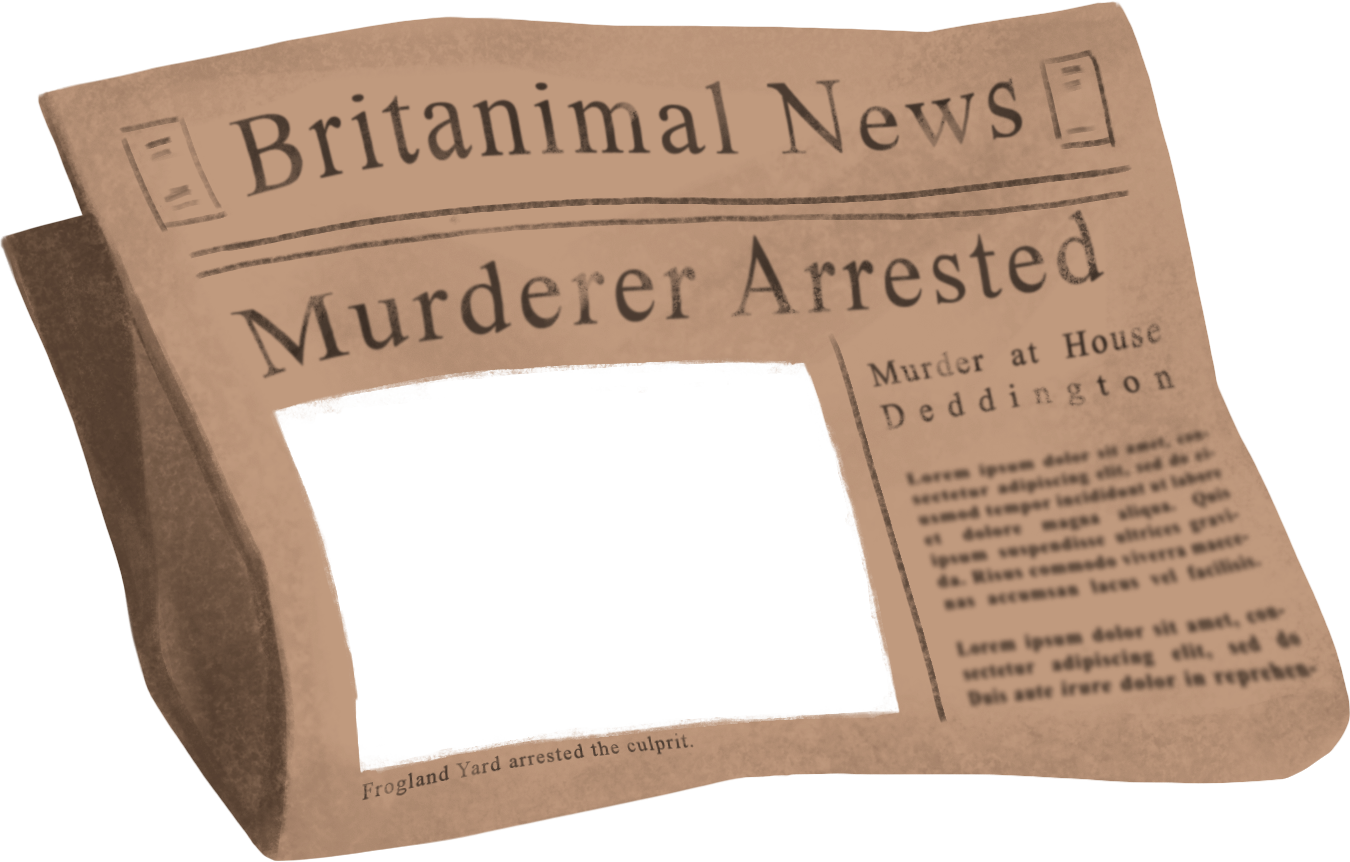 Britanimal News
Murderer Arrested
Murder at House
Deddington
Lorem ipsum dolor sit amet, con-
sectetur adipiscing elit, sed do ei-
usmod tempor incididunt ut labore
et dolore magna aliqua. Quis
ipsum suspendisse ultrices gravi-
da. Risus commodo viverra maece-
nas accumsan lacus vel facilisis.
Lorem ipsum dolor sit amet, con-
sectetur adipiscing elit, sed do
Duis aute irure dolor in reprehen-
Frogland Yard arrested the culprit.